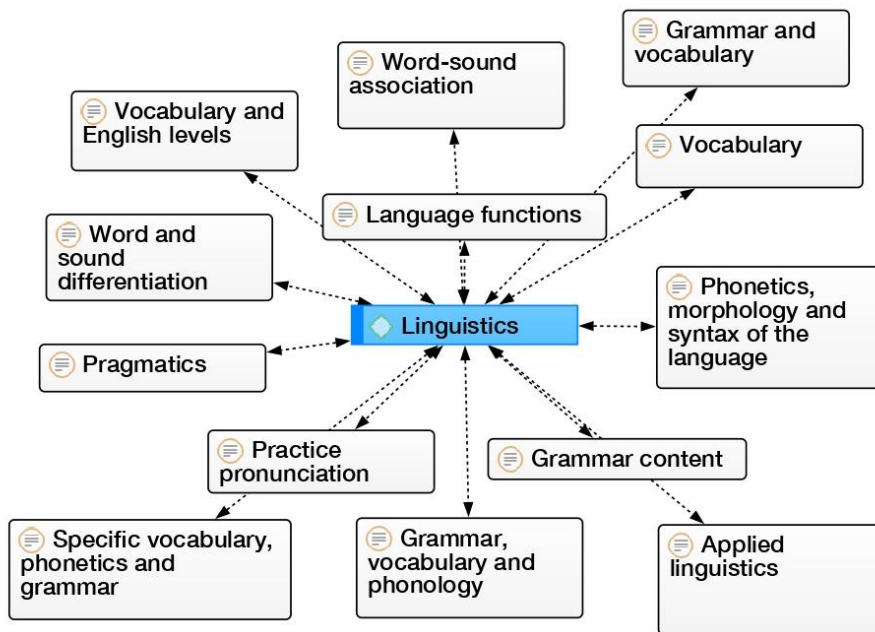 Grammar and
vocabulary
Word-sound
association
Vocabulary and
English levels
Vocabulary
Language functions
Word and
sound
differentiation
Phonetics,
morphology and
syntax of the
language
Linguistics
Pragmatics
Practice
pronunciation
Grammar content
Specific vocabulary,
phonetics and
grammar
Grammar,
vocabulary and
phonology
Applied
linguistics